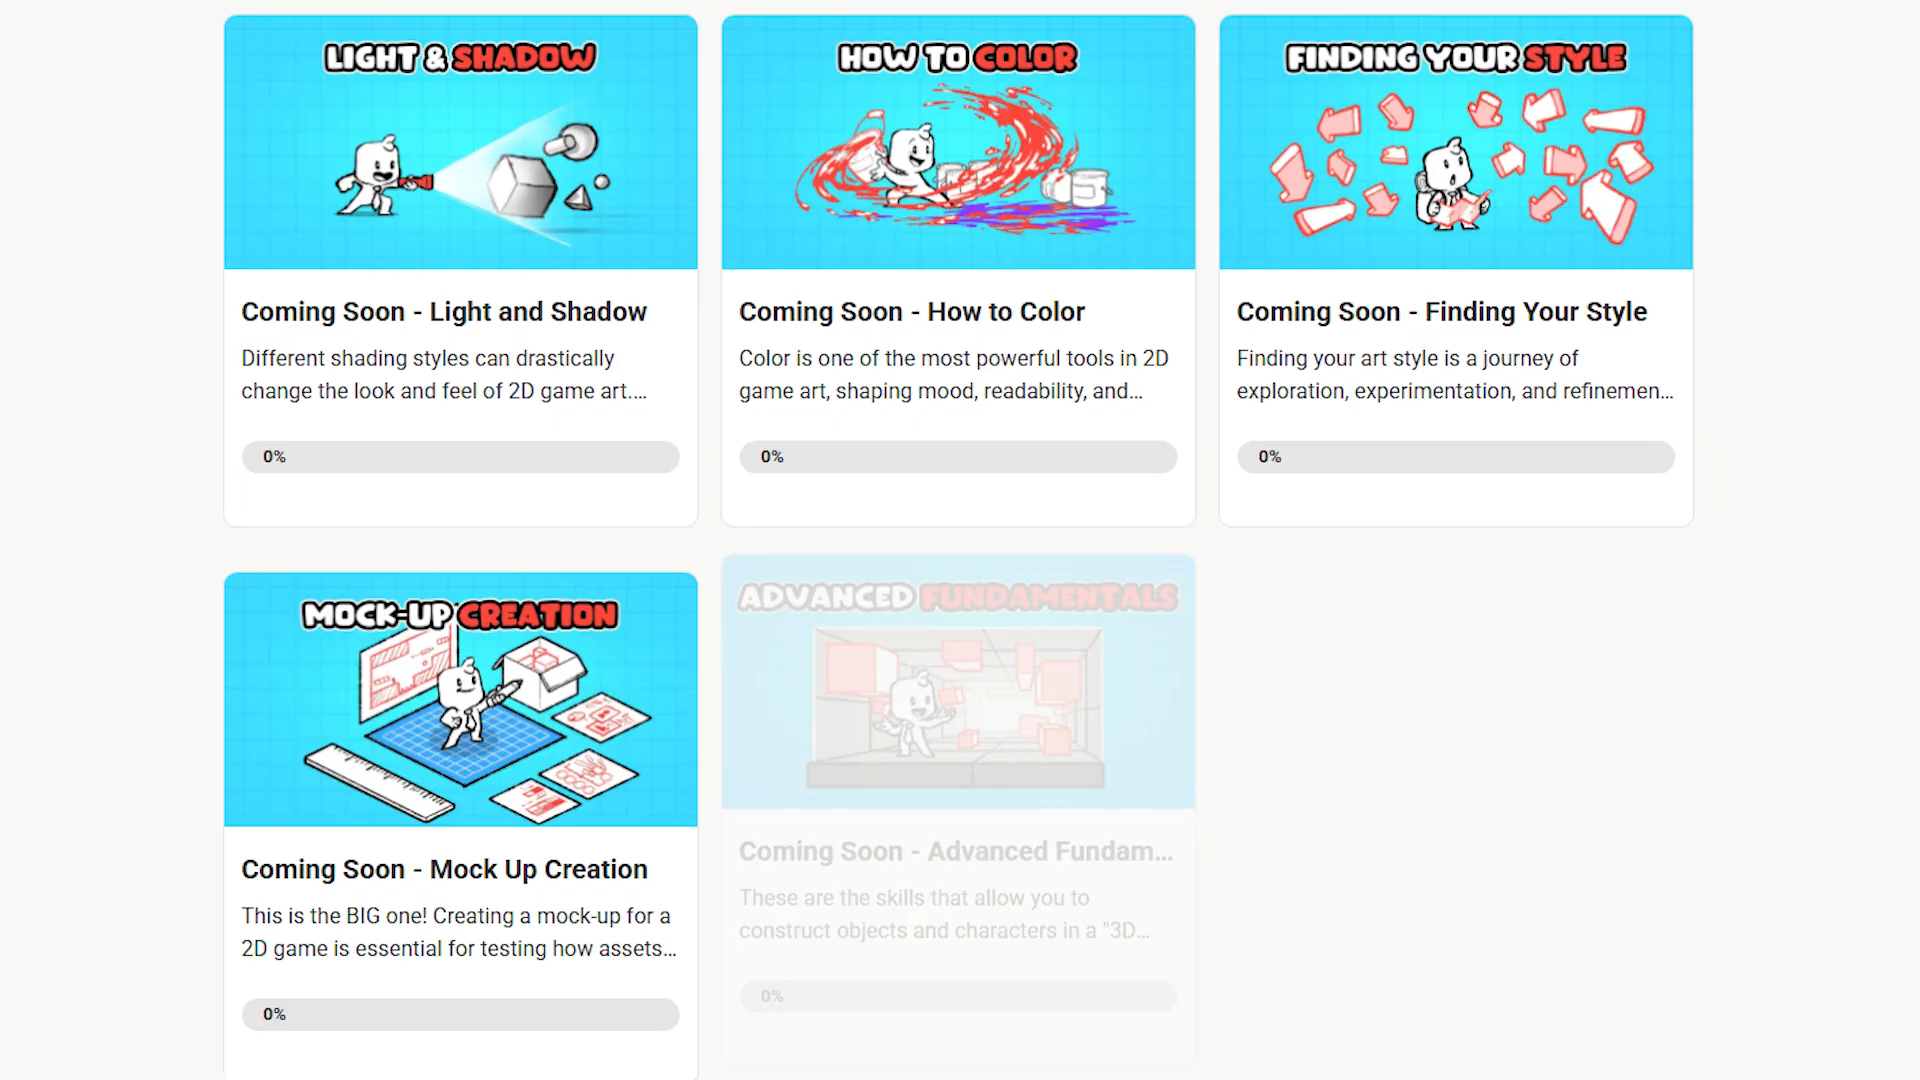 LIGHT & SHADOW
Coming Soon - Light and Shadow
Different shading styles can drastically
change the look and feel of 2D game art....
0%
HOW TO COLOR
Coming Soon - How to Color
Color is one of the most powerful tools in 2D
game art, shaping mood, readability, and...
0%
FINDING YOUR STYLE
Coming Soon - Finding Your Style
Finding your art style is a journey of
exploration, experimentation, and refinemen...
0%
MOCK-UP CREATION
Coming Soon - Mock Up Creation
This is the BIG one! Creating a mock-up for a
2D game is essential for testing how assets...
0%
ADVANCED FUNDAMENTALS
Coming Soon - Advanced Fundam...
These are the skills that allow you to
construct objects and characters in a "3D...
0%